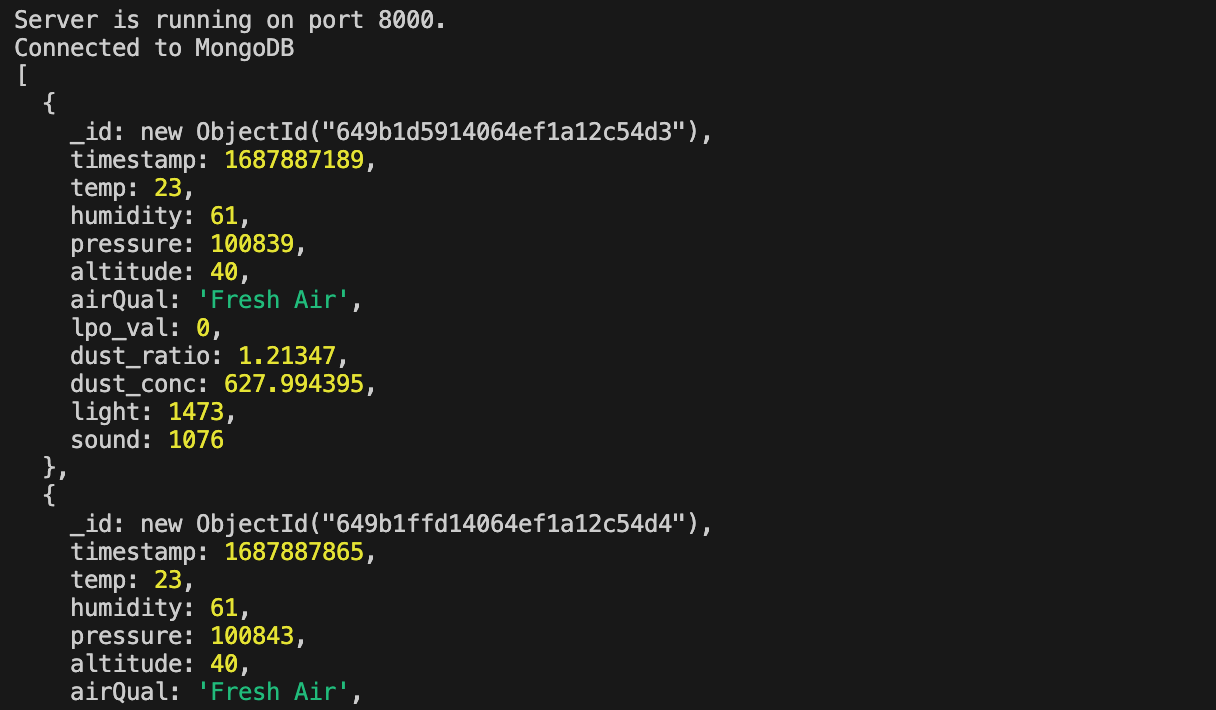 Server is running on port 8000.
Connected to MongoDB
[
  {
    _id: new ObjectId("649b1d5914064ef1a12c54d3"),
    timestamp: 1687887189,
    temp: 23,
    humidity: 61,
    pressure: 100839,
    altitude: 40,
    airQual: 'Fresh Air',
    lpo_val: 0,
    dust_ratio: 1.21347,
    dust_conc: 627.994395,
    light: 1473,
    sound: 1076
  },
  {
    _id: new ObjectId("649b1ffd14064ef1a12c54d4"),
    timestamp: 1687887865,
    temp: 23,
    humidity: 61,
    pressure: 100843,
    altitude: 40,
    airQual: 'Fresh Air',